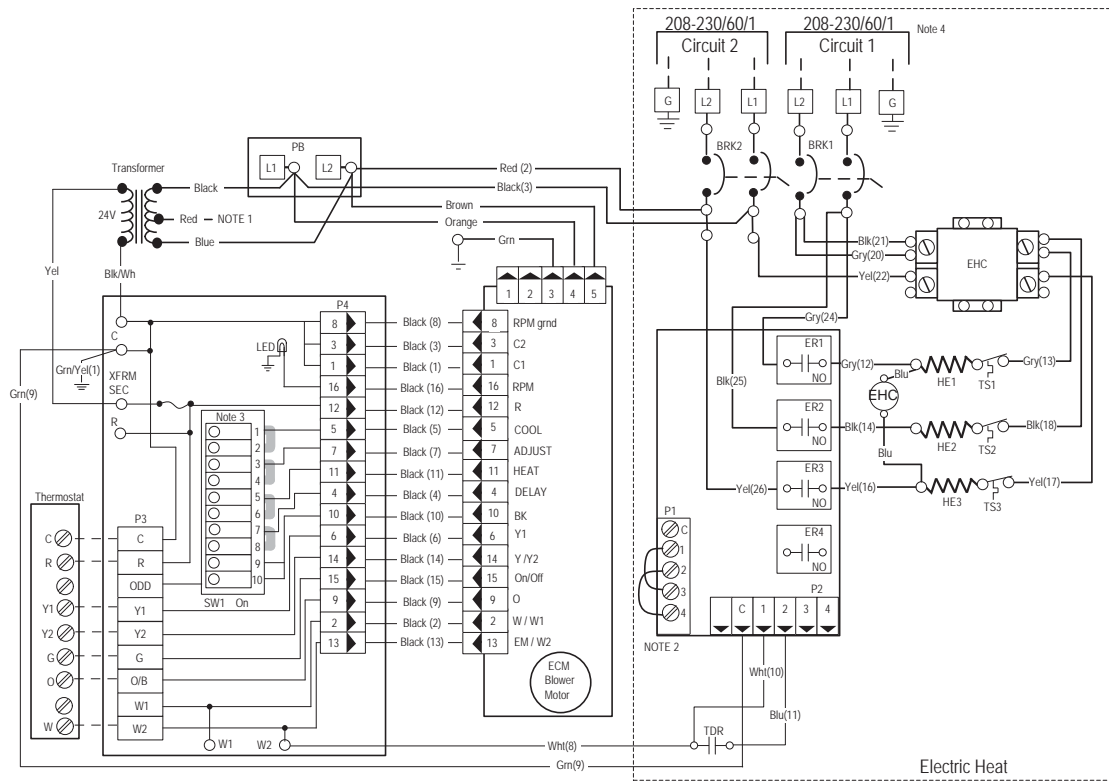 208-230/60/1
Circuit 2
208-230/60/1
Circuit 1
Note 4
G
L2
L1
L2
L1
G
BRK2
BRK1
PB
L1
L2
Transformer
24V
Black
Red
NOTE 1
Blue
Red (2)
Black(3)
Brown
Orange
Grn
Yel
Blk/Wh
1
2
3
4
5
Blk(21)
Gry(20)
Yel(22)
EHC
Gry(24)
Blk(25)
C
Grn/Yel(1)
Grn(9)
XFRM
SEC
R
LED
P4
8
3
1
16
12
5
7
11
4
10
6
14
15
9
2
13
Black (8)
Black (3)
Black (1)
Black (16)
Black (12)
Black (5)
Black (7)
Black (11)
Black (4)
Black (10)
Black (6)
Black (14)
Black (15)
Black (9)
Black (2)
Black (13)
8 RPM grnd
3 C2
1 C1
16 RPM
12 R
5 COOL
7 ADJUST
11 HEAT
4 DELAY
10 BK
6 Y1
14 Y /Y2
15 On/Off
9 O
2 W / W1
13 EM / W2
ECM
Blower
Motor
Note 3
1
2
3
4
5
6
7
8
9
10
SW1 On
Thermostat
C
R
Y1
Y2
G
O
W
P3
C
R
ODD
Y1
Y2
G
O/B
W1
W2
W1
W2
ER1
NO
Gry(12)
Blu
HE1
TS1
Gry(13)
EHC
ER2
NO
Blk(14)
HE2
TS2
Blk(18)
Blu
Yel(26)
ER3
NO
Yel(16)
HE3
TS3
Yel(17)
ER4
NO
P1
C
1
2
3
4
P2
C
1
2
3
4
NOTE 2
Wht(10)
Blu(11)
TDR
Wht(8)
Grn(9)
Electric Heat